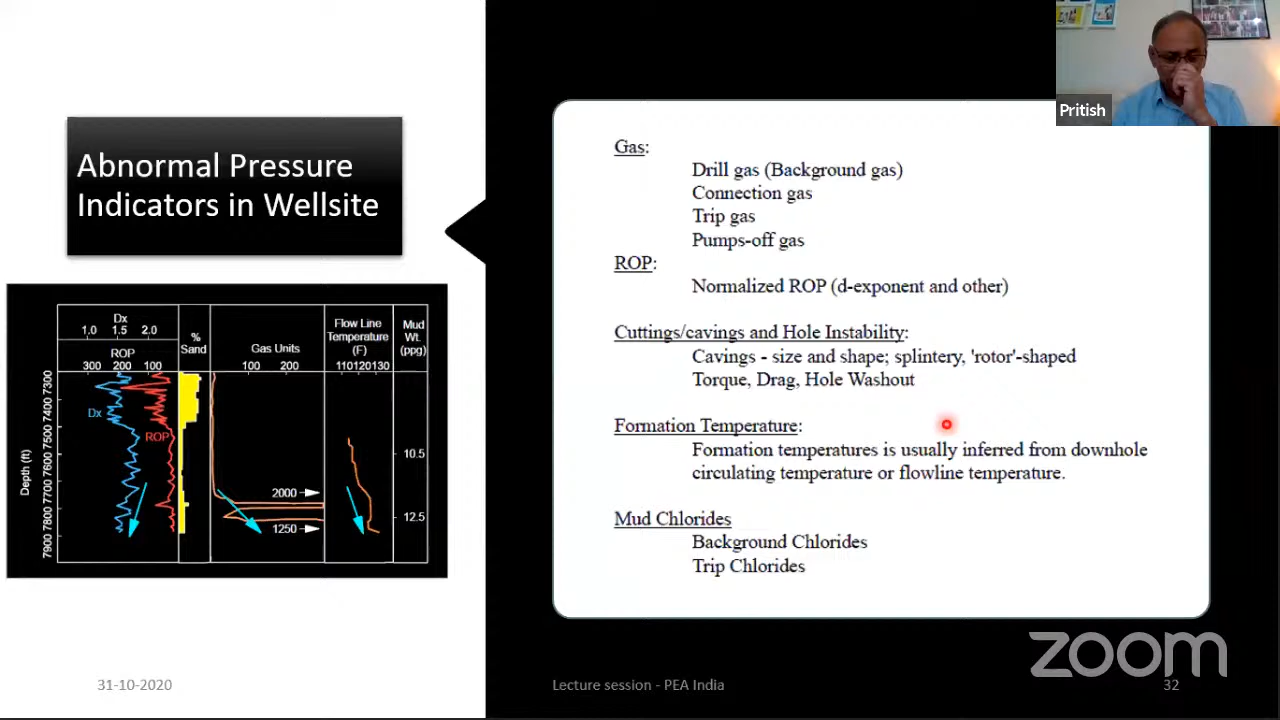 Pritish
Abnormal Pressure
Indicators in Wellsite
Gas:
Drill gas (Background gas)
Connection gas
Trip gas
Pumps-off gas
ROP:
Normalized ROP (d-exponent and other)
Cuttings/cavings and Hole Instability:
Cavings - size and shape; splintery, 'rotor'-shaped
Torque, Drag, Hole Washout
Formation Temperature:
Formation temperatures is usually inferred from downhole
circulating temperature or flowline temperature.
Mud Chlorides
Background Chlorides
Trip Chlorides
Dx
1.0 1.5 2.0
ROP
300 200 100
%
Sand
Gas Units
100 200
Flow Line
Temperature
(F)
110120130
Mud
Wt.
(ppg)
Depth (ft)
7300
7400
7500
7600
7700
7800
7900
Dx
ROP
2000
1250
10.5
12.5
zoom
31-10-2020
Lecture session - PEA India
32